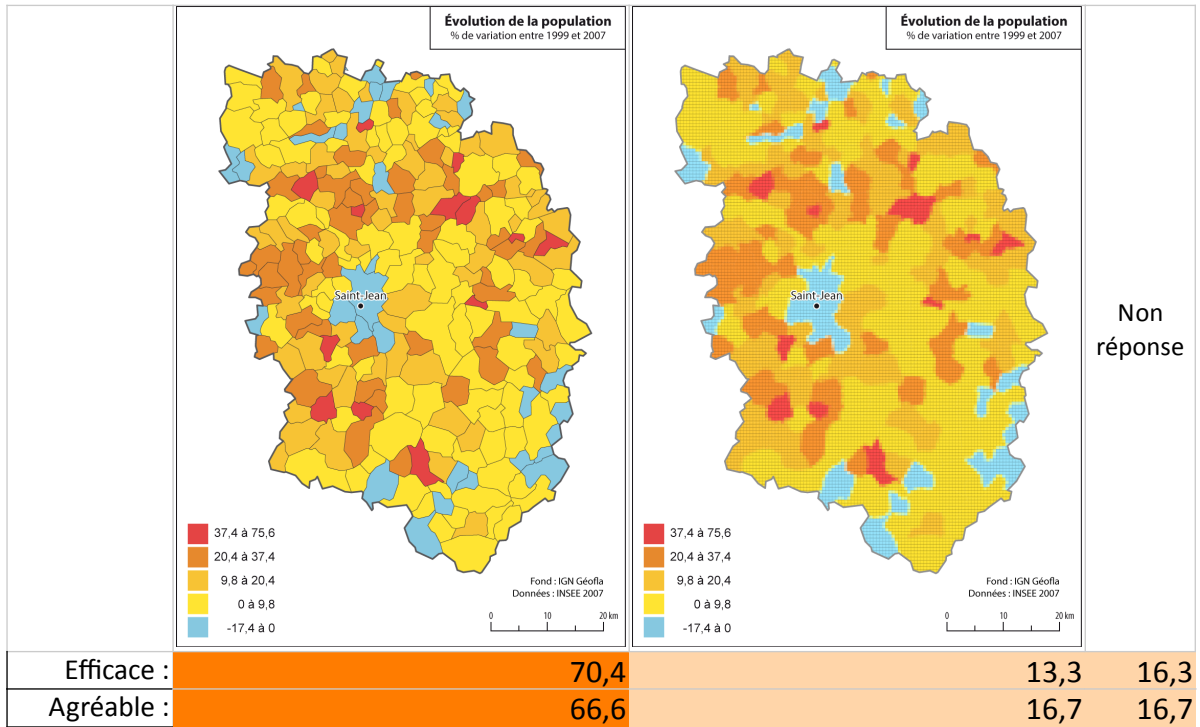 Évolution de la population
% de variation entre 1999 et 2007
Saint-Jean
37,4 à 75,6
20,4 à 37,4
9,8 à 20,4
0 à 9,8
-17,4 à 0
Fond : IGN Géofla
Données : INSEE 2007
0 10 20 km
Évolution de la population
% de variation entre 1999 et 2007
Saint-Jean
37,4 à 75,6
20,4 à 37,4
9,8 à 20,4
0 à 9,8
-17,4 à 0
Fond : IGN Géofla
Données : INSEE 2007
0 10 20 km
Non
réponse
Efficace : 70,4 13,3 16,3
Agréable : 66,6 16,7 16,7